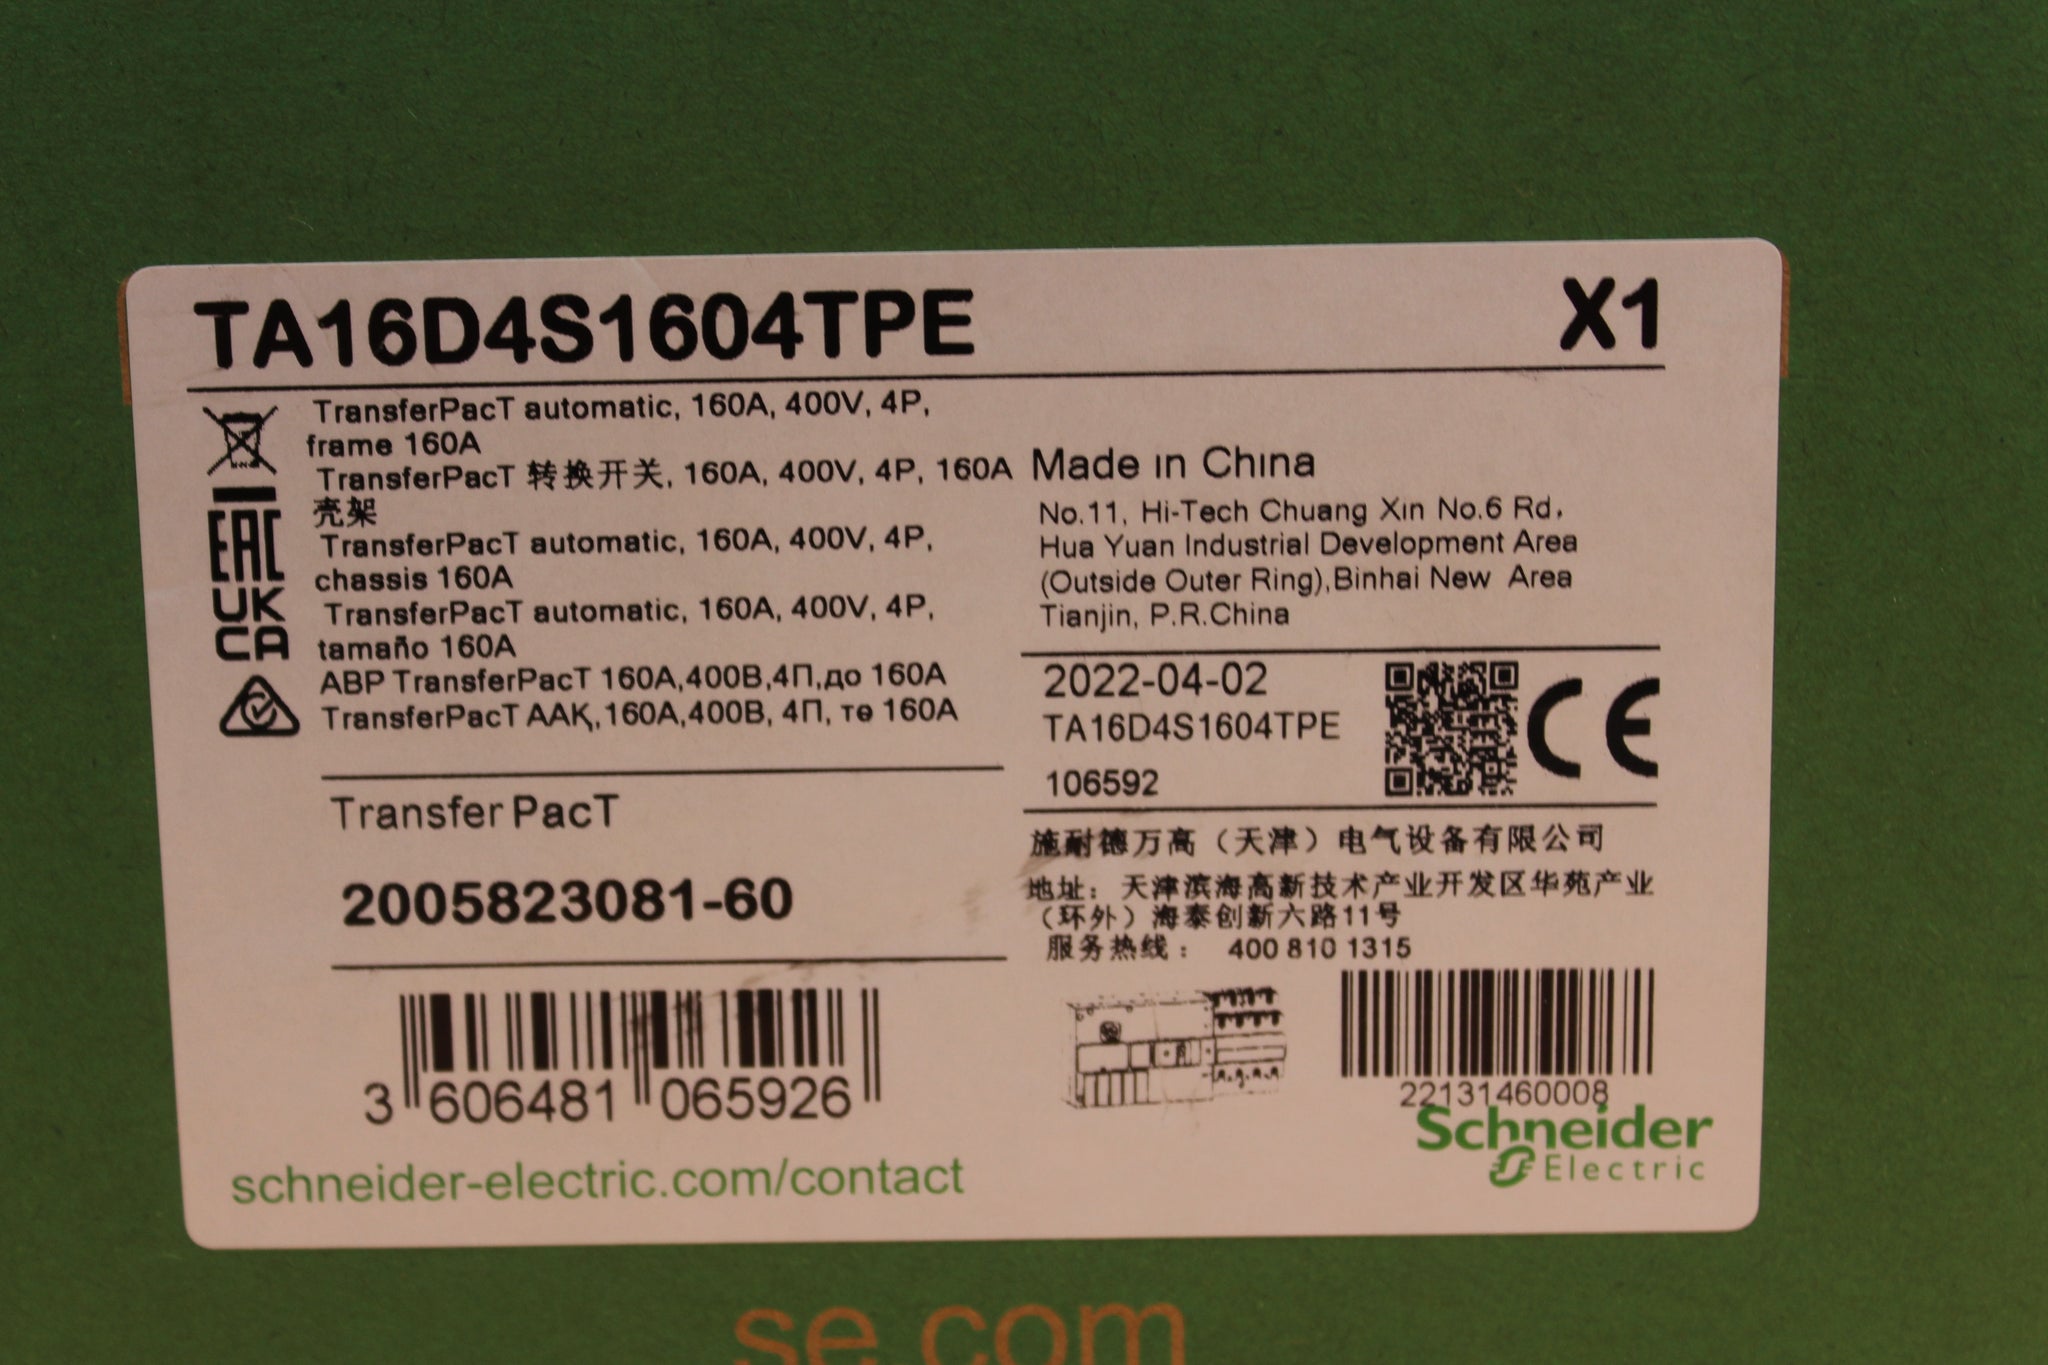 TA16D4S1604TPE X1
TransferPacT automatic, 160A, 400V, 4P,
frame 160A
TransferPacT 转换开关, 160A, 400V, 4P, 160A
壳架
TransferPacT automatic, 160A, 400V, 4P,
chassis 160A
TransferPacT automatic, 160A, 400V, 4P,
tamaño 160A
АВР TransferPacT 160A,400В,4П,до 160A
TransferPacT ААҚ,160A,400В, 4П, тө 160A
EAC
UK
CA
TransferPacT
2005823081-60
3 606481 065926
schneider-electric.com/contact
Made in China
No.11, Hi-Tech Chuang Xin No.6 Rd,
Hua Yuan Industrial Development Area
(Outside Outer Ring),Binhai New Area
Tianjin, P.R.China
2022-04-02
TA16D4S1604TPE
106592
CE
施耐德万高（天津）电气设备有限公司
地址：天津滨海高新技术产业开发区华苑产业
（环外）海泰创新六路11号
服务热线： 400 810 1315
22131460008
Schneider
Electric
se.com